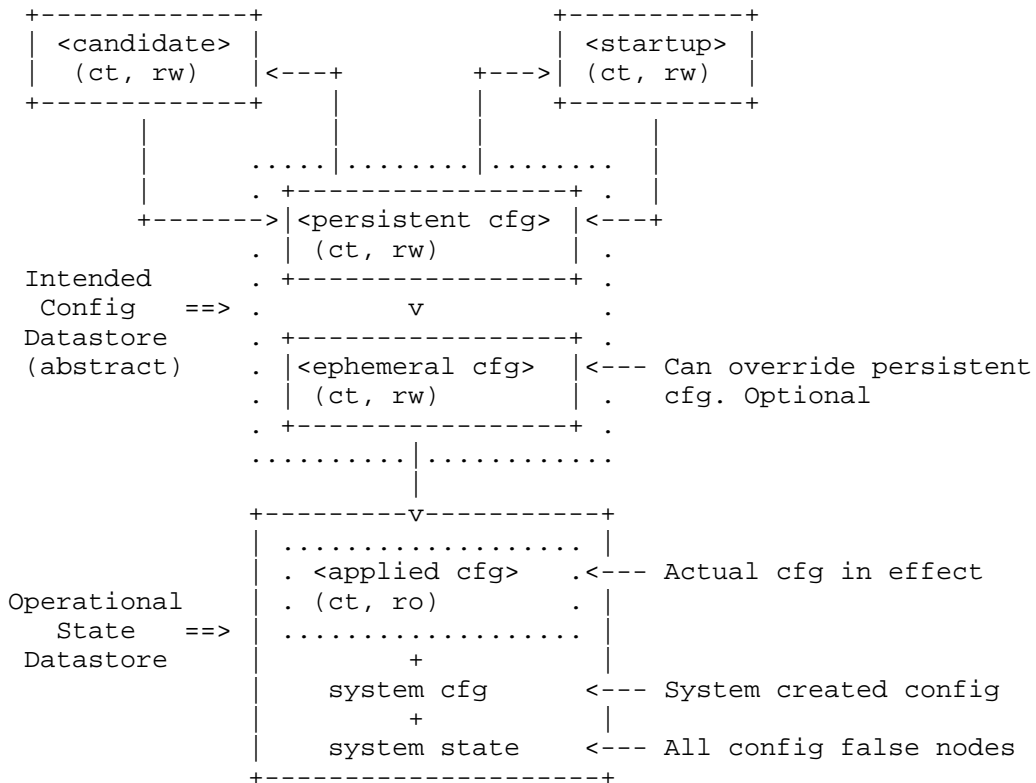 <candidate> <startup>
(ct, rw) <---+ +---> (ct, rw)
<persistent cfg>
(ct, rw)
Intended
Config ==> v
Datastore
(abstract) <ephemeral cfg> <--- Can override persistent
(ct, rw) cfg. Optional
v
<applied cfg> <--- Actual cfg in effect
Operational (ct, ro)
State ==>
Datastore +
system cfg <--- System created config
+
system state <--- All config false nodes